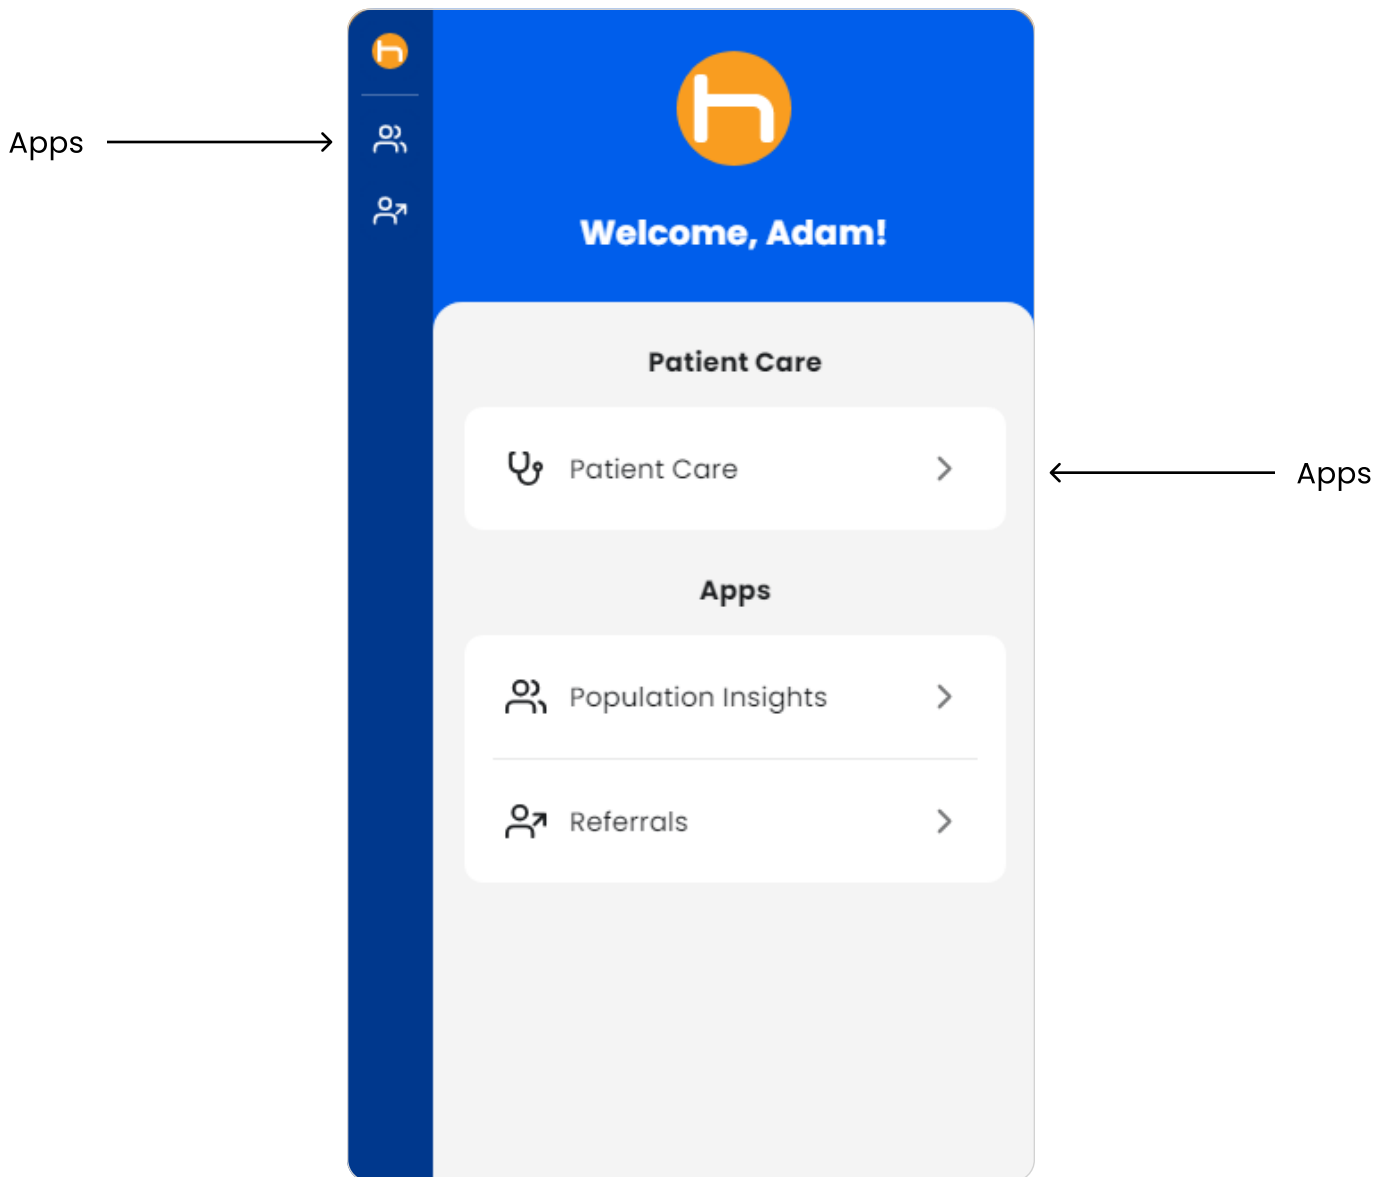 Apps
Welcome, Adam!
Patient Care
Patient Care
Apps
Apps
Population Insights
Referrals